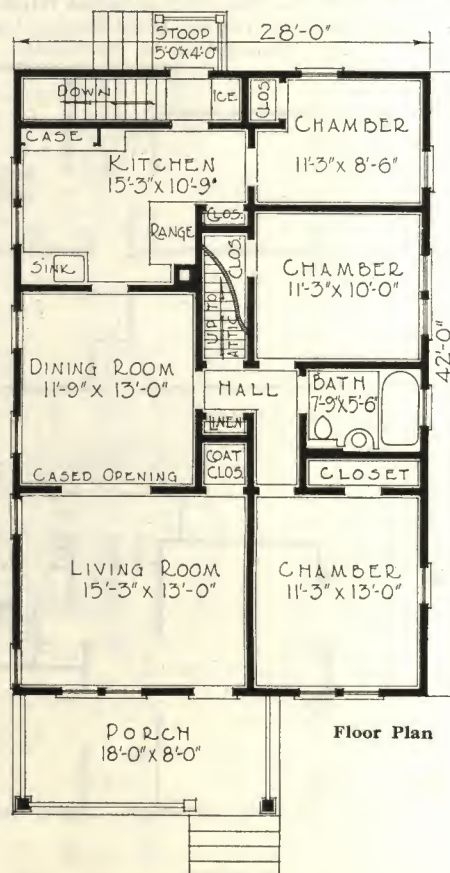 STOOP
5'-0"X4'-0"
28'-0"
DOWN
ICE
CLOS.
CHAMBER
11'-3" X 8'-6"
CASE
KITCHEN
15'-3" X 10'-9"
CLOS.
RANGE
SINK
CLOS.
UP TO
ATTIC
CHAMBER
11'-3" X 10'-0"
42'-0"
DINING ROOM
11'-9" X 13'-0"
HALL
BATH
7'-9"X5'-6"
LINEN
CASED OPENING
COAT
CLOS.
CLOSET
LIVING ROOM
15'-3" X 13'-0"
CHAMBER
11'-3" X 13'-0"
PORCH
18'-0" X 8'-0"
Floor Plan